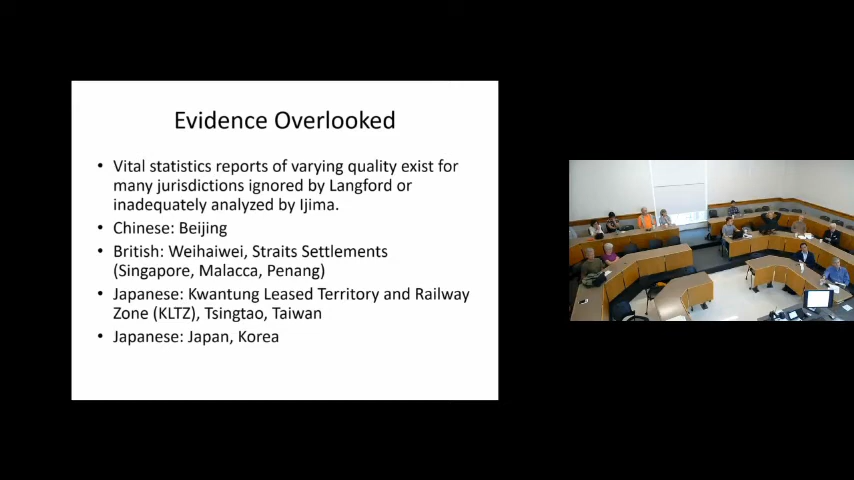 Evidence Overlooked
• Vital statistics reports of varying quality exist for
many jurisdictions ignored by Langford or
inadequately analyzed by Ijima.
• Chinese: Beijing
• British: Weihaiwei, Straits Settlements
(Singapore, Malacca, Penang)
• Japanese: Kwantung Leased Territory and Railway
Zone (KLTZ), Tsingtao, Taiwan
• Japanese: Japan, Korea